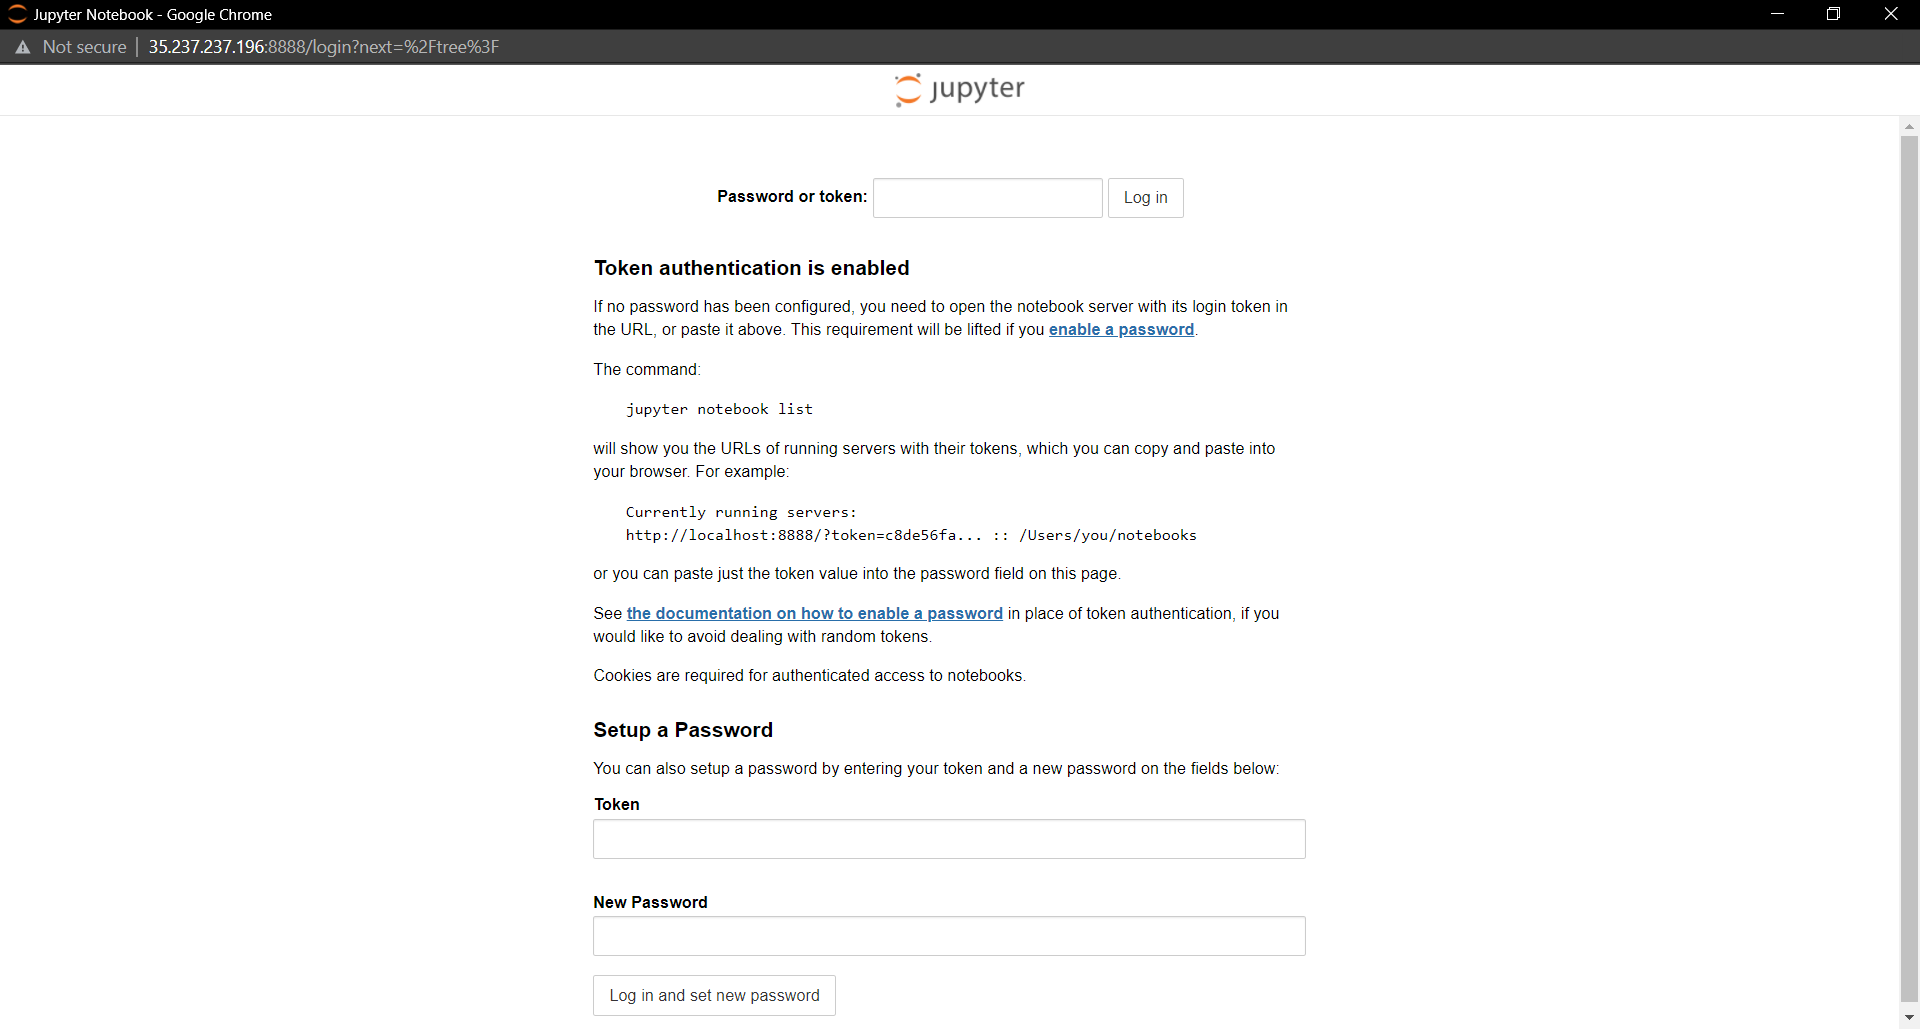 Jupyter Notebook - Google Chrome
Not secure | 35.237.237.196:8888/login?next=%2Ftree%3F
jupyter
Password or token: Log in
Token authentication is enabled
If no password has been configured, you need to open the notebook server with its login token in
the URL, or paste it above. This requirement will be lifted if you enable a password.
The command:
jupyter notebook list
will show you the URLs of running servers with their tokens, which you can copy and paste into
your browser. For example:
Currently running servers:
http://localhost:8888/?token=c8de56fa... :: /Users/you/notebooks
or you can paste just the token value into the password field on this page.
See the documentation on how to enable a password in place of token authentication, if you
would like to avoid dealing with random tokens.
Cookies are required for authenticated access to notebooks.
Setup a Password
You can also setup a password by entering your token and a new password on the fields below:
Token
New Password
Log in and set new password